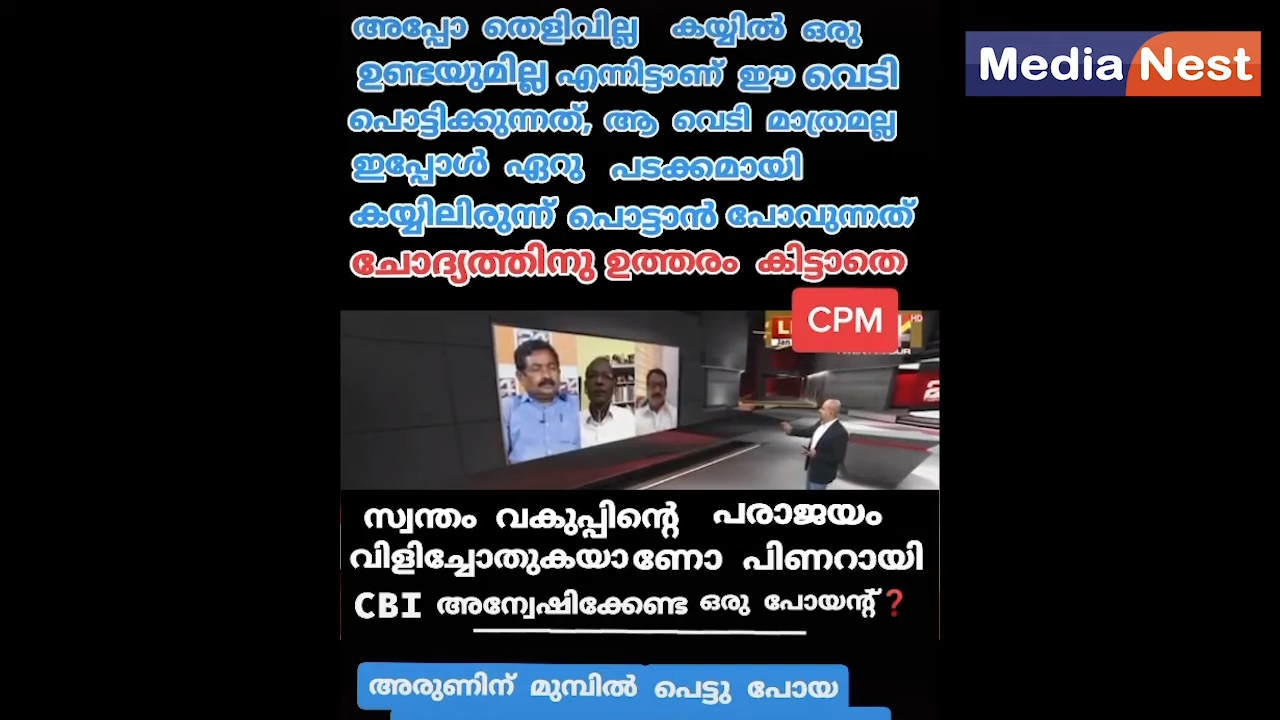 അപ്പോ തെളിവില്ല കയ്യിൽ ഒരു
Media Nest
ഉണ്ടയുമില്ല എന്നിട്ടാണ് ഈ വെടി
പൊട്ടിക്കുന്നത്, ആ വെടി മാത്രമല്ല
ഇപ്പോൾ ഏറു പടക്കമായി
കയ്യിലിരുന്ന് പൊട്ടാൻ പോവുന്നത്
ചോദ്യത്തിനു ഉത്തരം കിട്ടാതെ
CPM
HD
സ്വന്തം വകുപ്പിന്റെ പരാജയം
വിളിച്ചോതുകയാണോ പിണറായി
CBI അന്വേഷിക്കേണ്ട ഒരു പോയന്റ്❓
അരുണിന് മുമ്പിൽ പെട്ടു പോയ